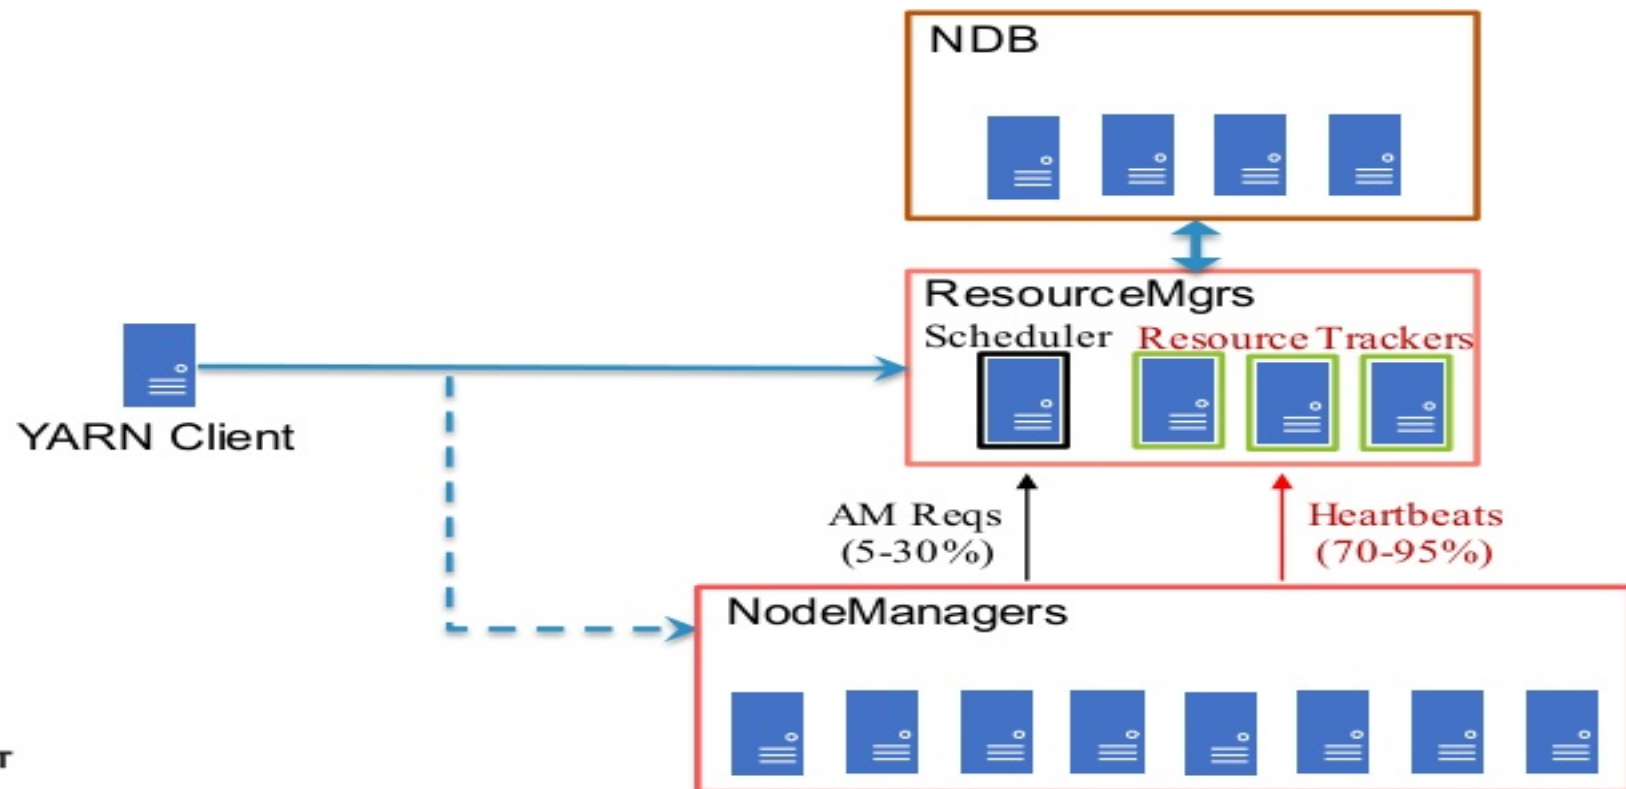 NDB
ResourceMgrs
Scheduler Resource Trackers
YARN Client
AM Reqs
(5-30%)
Heartbeats
(70-95%)
NodeManagers